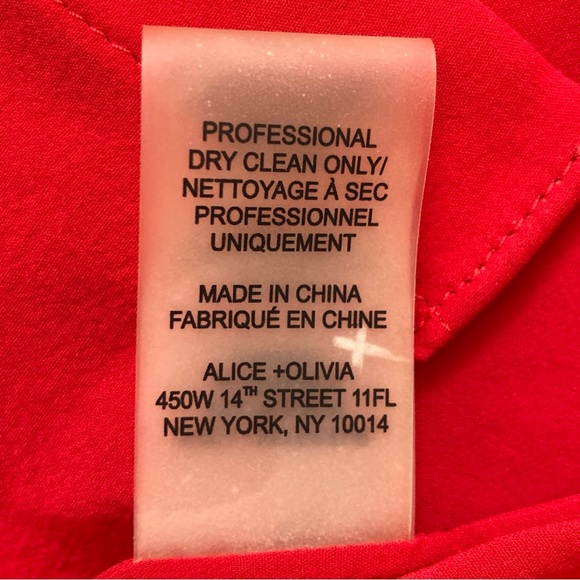 PROFESSIONAL
DRY CLEAN ONLY/
NETTOYAGE À SEC
PROFESSIONNEL
UNIQUEMENT
MADE IN CHINA
FABRIQUÉ EN CHINE
ALICE +OLIVIA
450W 14TH STREET 11FL
NEW YORK, NY 10014